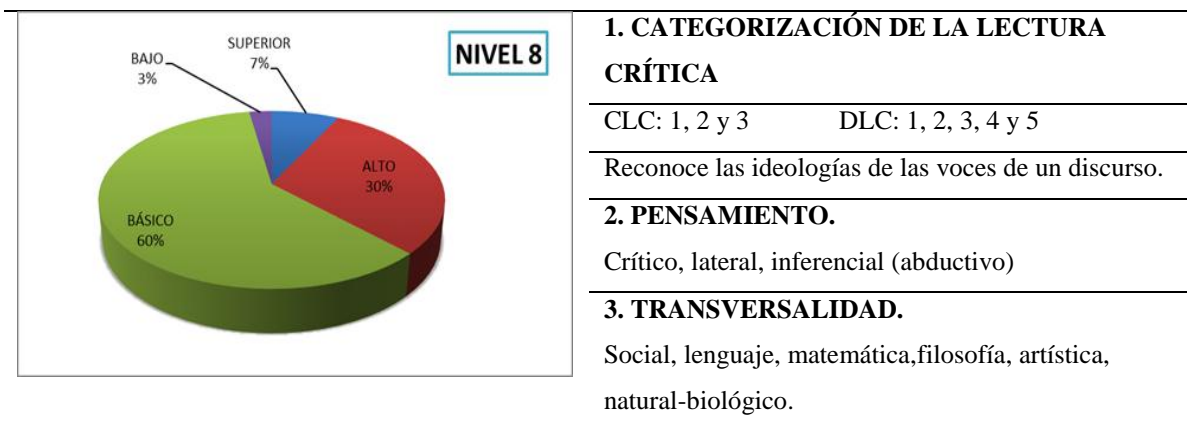 SUPERIOR
7%
BAJO
3%
NIVEL 8
ALTO
30%
BÁSICO
60%
1. CATEGORIZACIÓN DE LA LECTURA
CRÍTICA
CLC: 1, 2 y 3 DLC: 1, 2, 3, 4 y 5
Reconoce las ideologías de las voces de un discurso.
2. PENSAMIENTO.
Crítico, lateral, inferencial (abductivo)
3. TRANSVERSALIDAD.
Social, lenguaje, matemática,filosofía, artística,
natural-biológico.